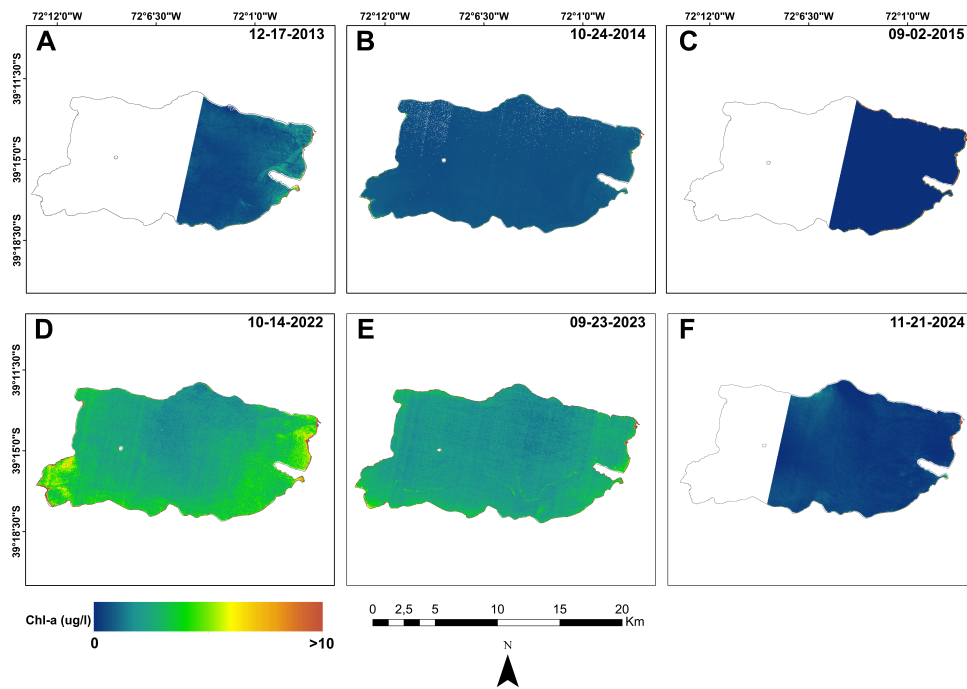 72°12'0"W 72°6'30"W 72°1'0"W 72°12'0"W 72°6'30"W 72°1'0"W 72°12'0"W 72°6'30"W 72°1'0"W
A 12-17-2013 B 10-24-2014 C 09-02-2015
39°11'30"S
39°15'0"S
39°18'30"S
D 10-14-2022 E 09-23-2023 F 11-21-2024
39°11'30"S
39°15'0"S
39°18'30"S
Chl-a (ug/l)
0 >10
0 2,5 5 10 15 20
Km
N